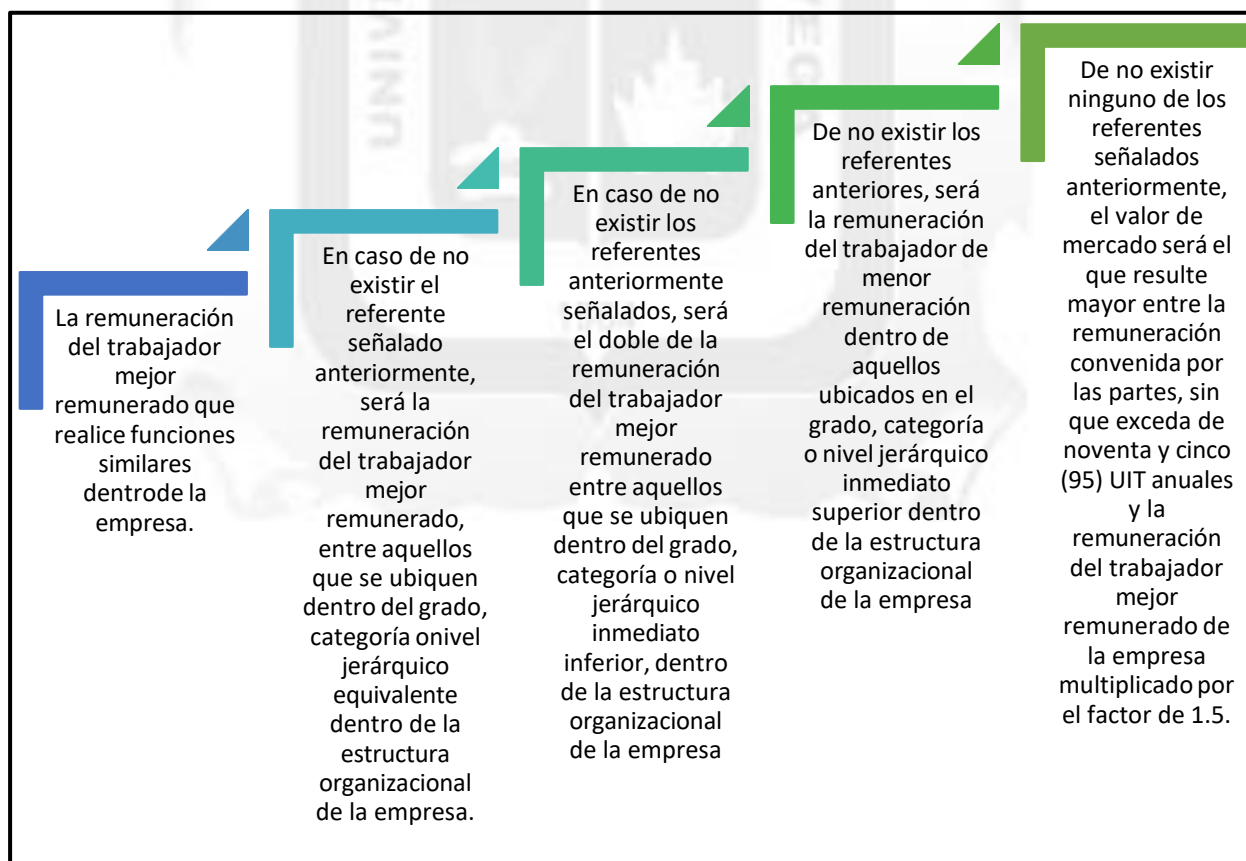 La remuneración
del trabajador
mejor
remunerado que
realice funciones
similares
dentrode la
empresa.
En caso de no
existir el
referente
señalado
anteriormente,
será la
remuneración
del trabajador
mejor
remunerado,
entre aquellos
que se ubiquen
dentro del grado,
categoría onivel
jerárquico
equivalente
dentro de la
estructura
organizacional
de la empresa.
En caso de no
existir los
referentes
anteriormente
señalados, será
el doble de la
remuneración
del trabajador
mejor
remunerado
entre aquellos
que se ubiquen
dentro del grado,
categoría o nivel
jerárquico
inmediato
inferior, dentro
de la estructura
organizacional
de la empresa
De no existir los
referentes
anteriores, será
la remuneración
del trabajador de
menor
remuneración
dentro de
aquellos
ubicados en el
grado, categoría
o nivel jerárquico
inmediato
superior dentro
de la estructura
organizacional
de la empresa
De no existir
ninguno de los
referentes
señalados
anteriormente,
el valor de
mercado será el
que resulte
mayor entre la
remuneración
convenida por
las partes, sin
que exceda de
noventa y cinco
(95) UIT anuales
y la
remuneración
del trabajador
mejor
remunerado de
la empresa
multiplicado por
el factor de 1.5.